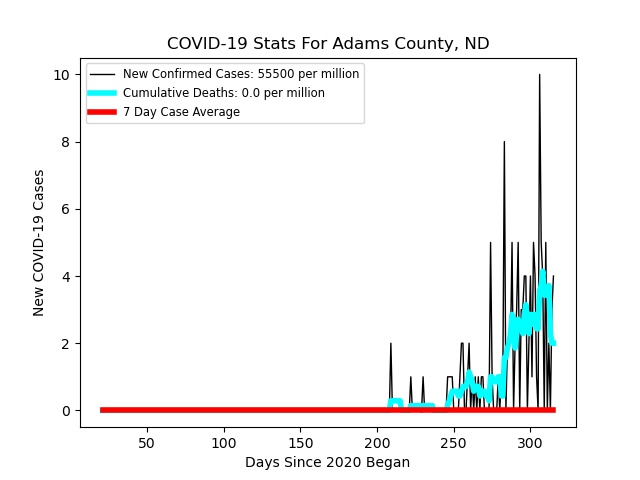 COVID-19 Stats For Adams County, ND
New Confirmed Cases: 55500 per million
Cumulative Deaths: 0.0 per million
7 Day Case Average
10
8
6
4
2
0
New COVID-19 Cases
50 100 150 200 250 300
Days Since 2020 Began